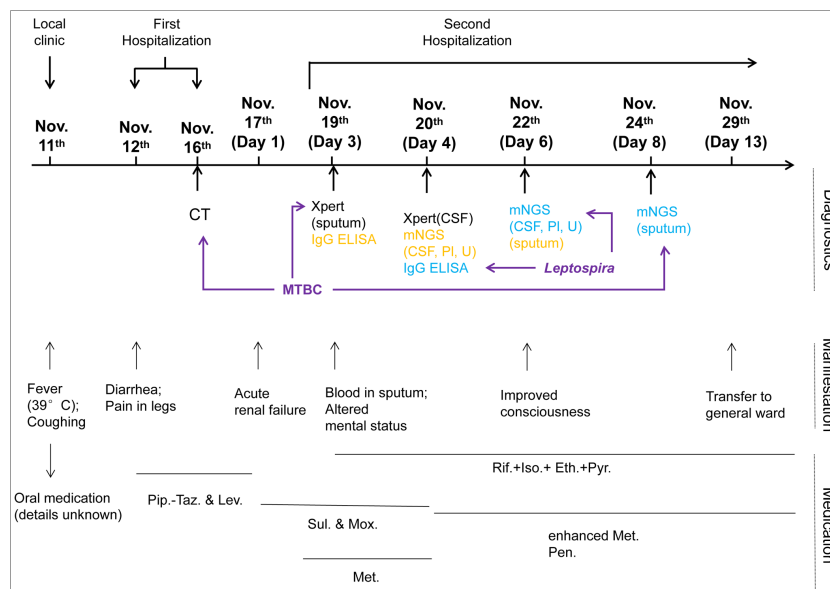 Local
clinic
First
Hospitalization
Second
Hospitalization
Nov.
11th
Nov.
12th
Nov.
16th
Nov.
17th
(Day 1)
Nov.
19th
(Day 3)
Nov.
20th
(Day 4)
Nov.
22th
(Day 6)
Nov.
24th
(Day 8)
Nov.
29th
(Day 13)
CT
Xpert
(sputum)
IgG ELISA
Xpert(CSF)
mNGS
(CSF, PI, U)
IgG ELISA
mNGS
(CSF, PI, U)
(sputum)
mNGS
(sputum)
Leptospira
MTBC
Diagnostics
Fever
(39° C);
Coughing
Diarrhea;
Pain in legs
Acute
renal failure
Blood in sputum;
Altered
mental status
Improved
consciousness
Transfer to
general ward
Manifestation
Oral medication
(details unknown)
Pip.-Taz. & Lev.
Rif.+Iso.+ Eth.+Pyr.
Sul. & Mox.
enhanced Met.
Pen.
Met.
Medication